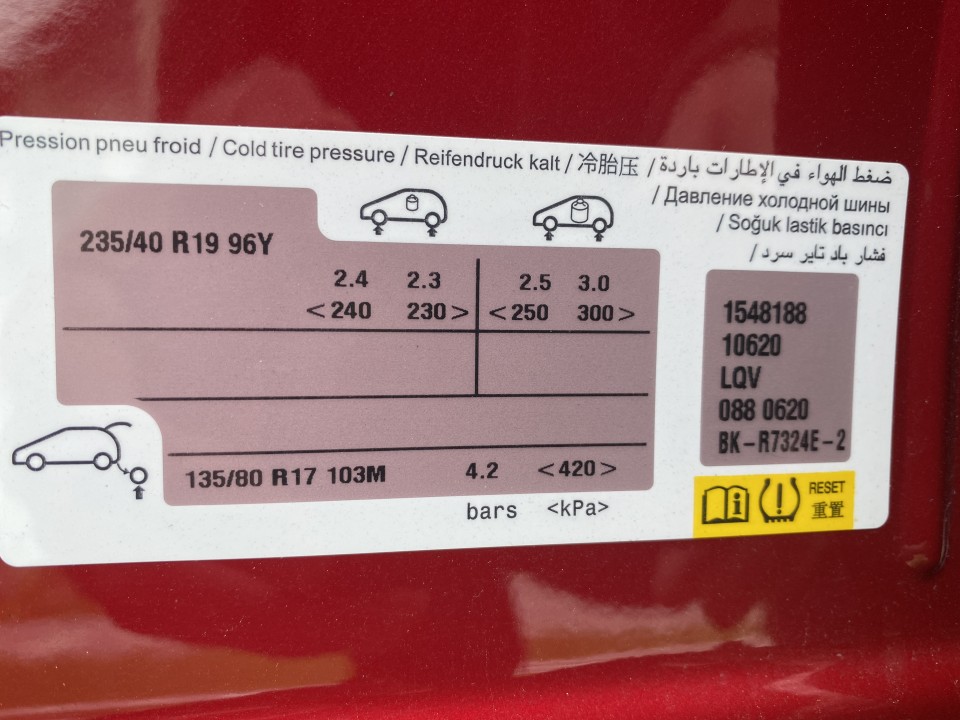 Pression pneu froid / Cold tire pressure / Reifendruck kalt / 冷胎压 / ضغط الهواء في الإطارات باردة
/ Давление холодной шины
/ Soğuk lastik basıncı
/ فشار باد تایر سرد
235/40 R19 96Y
2.4 2.3 2.5 3.0
<240 230> <250 300>
135/80 R17 103M 4.2 <420>
bars <kPa>
1548188
10620
LQV
088 0620
BK-R7324E-2
RESET
重置